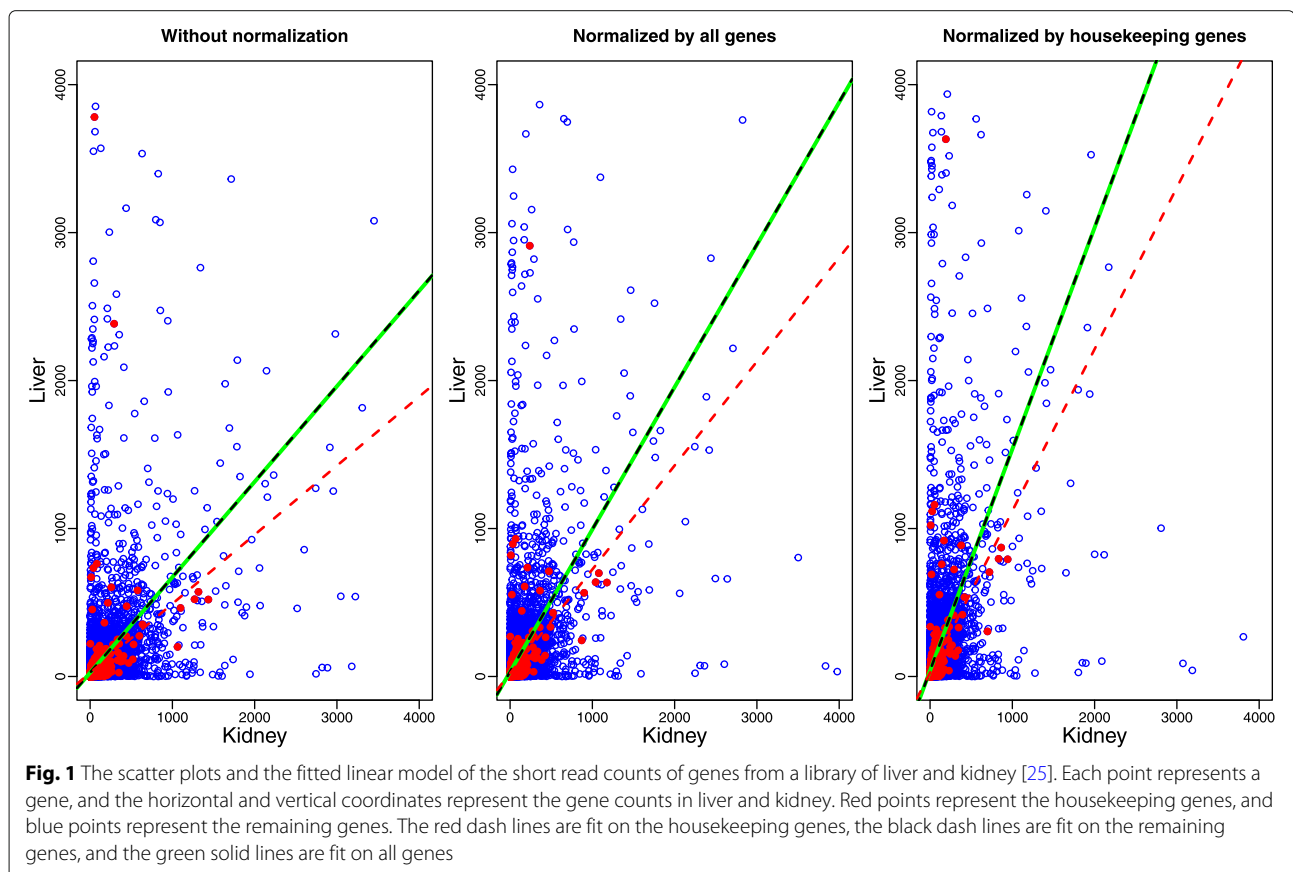 Without normalization
Normalized by all genes
Normalized by housekeeping genes
Liver
0 1000 2000 3000 4000
0 1000 2000 3000 4000
Kidney
Liver
0 1000 2000 3000 4000
0 1000 2000 3000 4000
Kidney
Liver
0 1000 2000 3000 4000
0 1000 2000 3000 4000
Kidney
Fig. 1 The scatter plots and the fitted linear model of the short read counts of genes from a library of liver and kidney [25]. Each point represents a
gene, and the horizontal and vertical coordinates represent the gene counts in liver and kidney. Red points represent the housekeeping genes, and
blue points represent the remaining genes. The red dash lines are fit on the housekeeping genes, the black dash lines are fit on the remaining
genes, and the green solid lines are fit on all genes